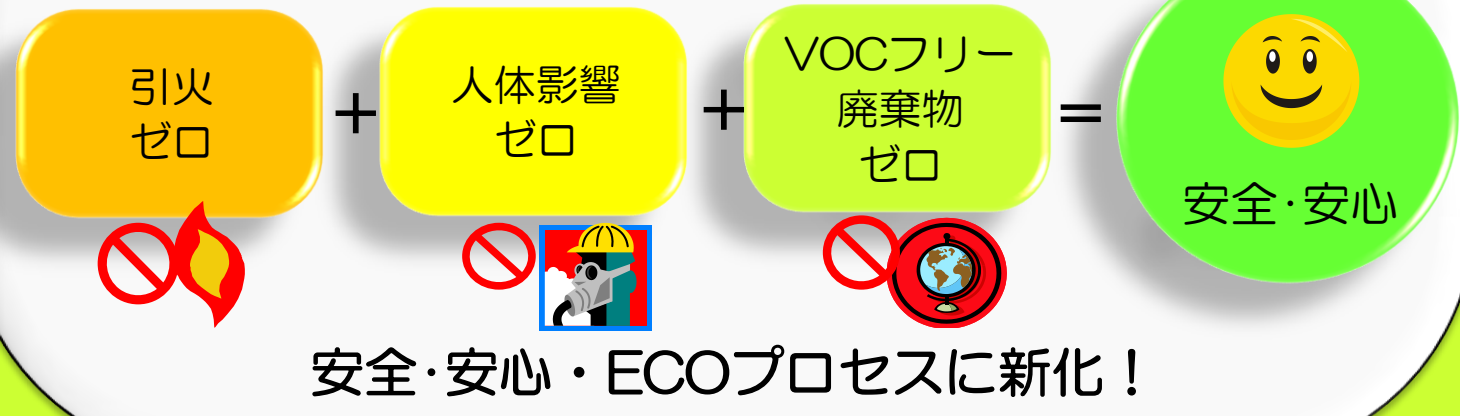 引火
ゼロ
+
人体影響
ゼロ
+
VOCフリー
廃棄物
ゼロ
=
安全·安心
安全·安心・ECOプロセスに新化！